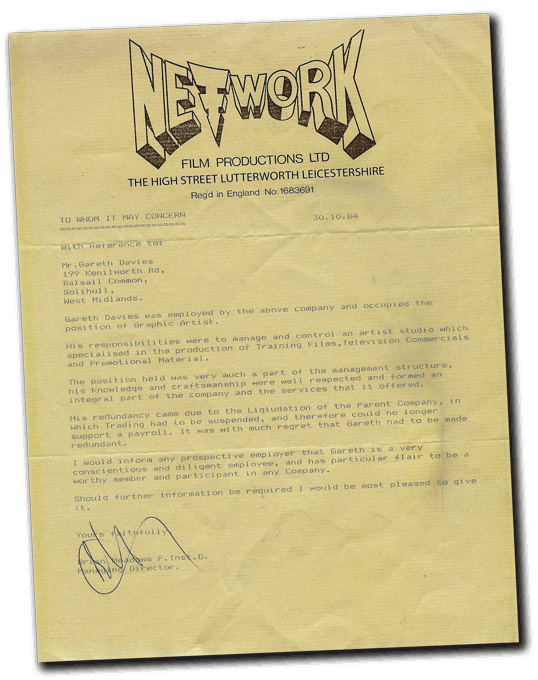 NETWORK
FILM PRODUCTIONS LTD
THE HIGH STREET LUTTERWORTH LEICESTERSHIRE
Reg'd in England No: 1683691
TO WHOM IT MAY CONCERN 30.10.84
With Reference to:
Mr.Gareth Davies
199 Kenilworth Rd,
Balsall Common,
Solihull,
West Midlands.
Gareth Davies was employed by the above company and occupied the
position of Graphic Artist.
His responsibilities were to manage and control an artist studio which
specialised in the production of Training Films,Television Commercials
and Promotional Material.
The position held was very much a part of the management structure,
his Knowledge and craftsmanship were well respected and formed an
integral part of the company and the services that it offered.
His redundancy came due to the Liqiudation of the Parent Company, in
which Trading had to be suspended, and therefore could no longer
support a payroll. It was with much regret that Gareth had to be made
redundant.
I would inform any prospective employer that Gareth is a very
conscientious and diligent employee, and has particular flair to be a
worthy member and participant in any Company.
Should further information be required I would be most pleased to give
it.
Yours faithfully
Brian Meadows F.Inst.D.
Managing Director.